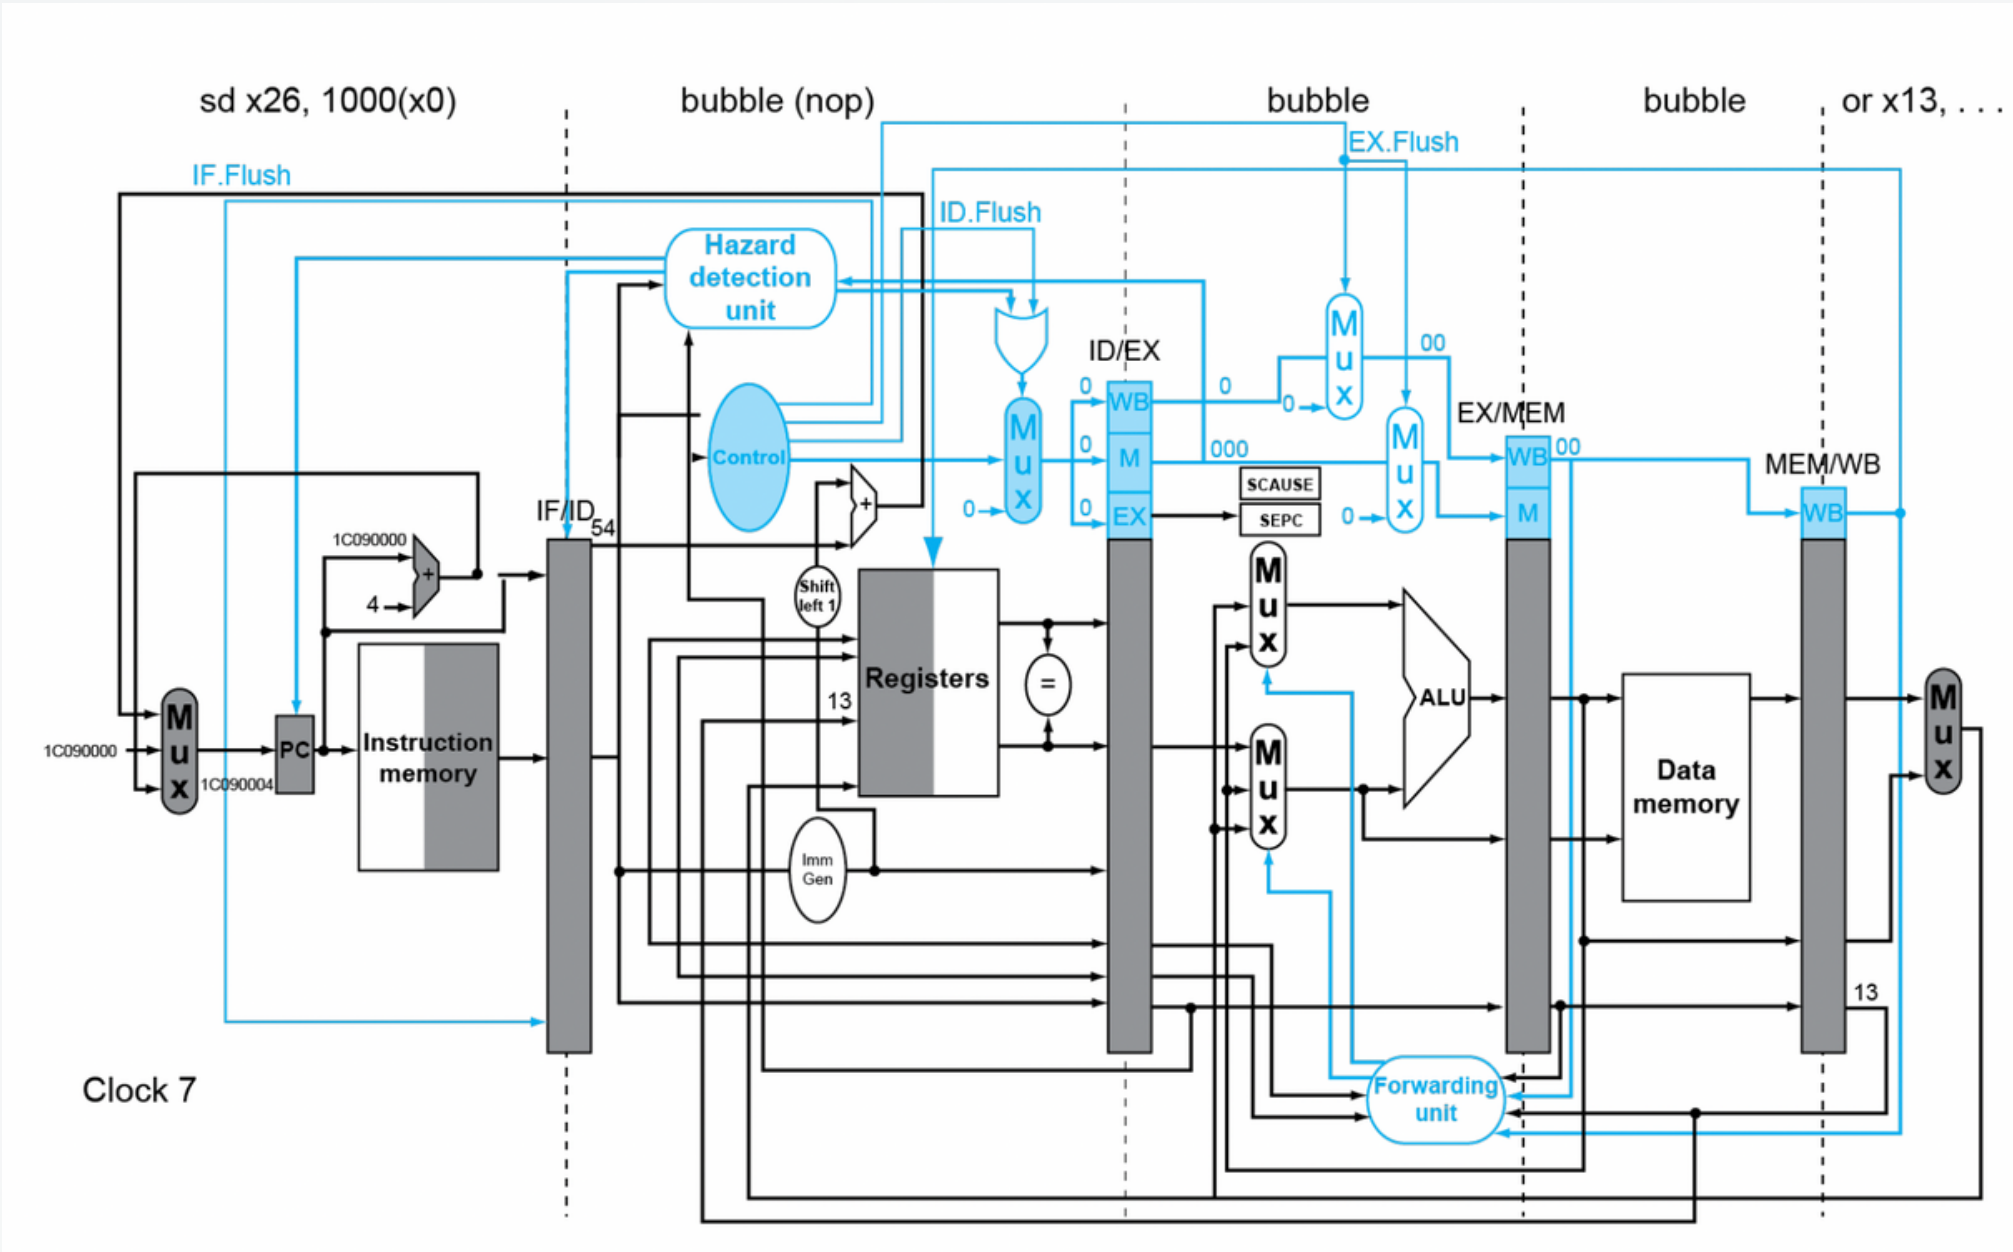 sd x26, 1000(x0)
bubble (nop)
bubble
bubble
or x13, . . .
EX.Flush
IF.Flush
ID.Flush
Hazard
detection
unit
M
u
x
00
ID/EX
0
WB
0
0
EX/MEM
M
u
x
Control
M
u
x
0
M
000
WB
00
MEM/WB
SCAUSE
0
EX
SEPC
0
M
u
x
0
M
WB
IF/ID
54
+
1C090000
+
4
Shift
left 1
M
u
x
Registers
=
13
ALU
M
u
x
1C090000
1C090004
PC
Instruction
memory
M
u
x
Data
memory
M
u
x
Imm
Gen
13
Forwarding
unit
Clock 7